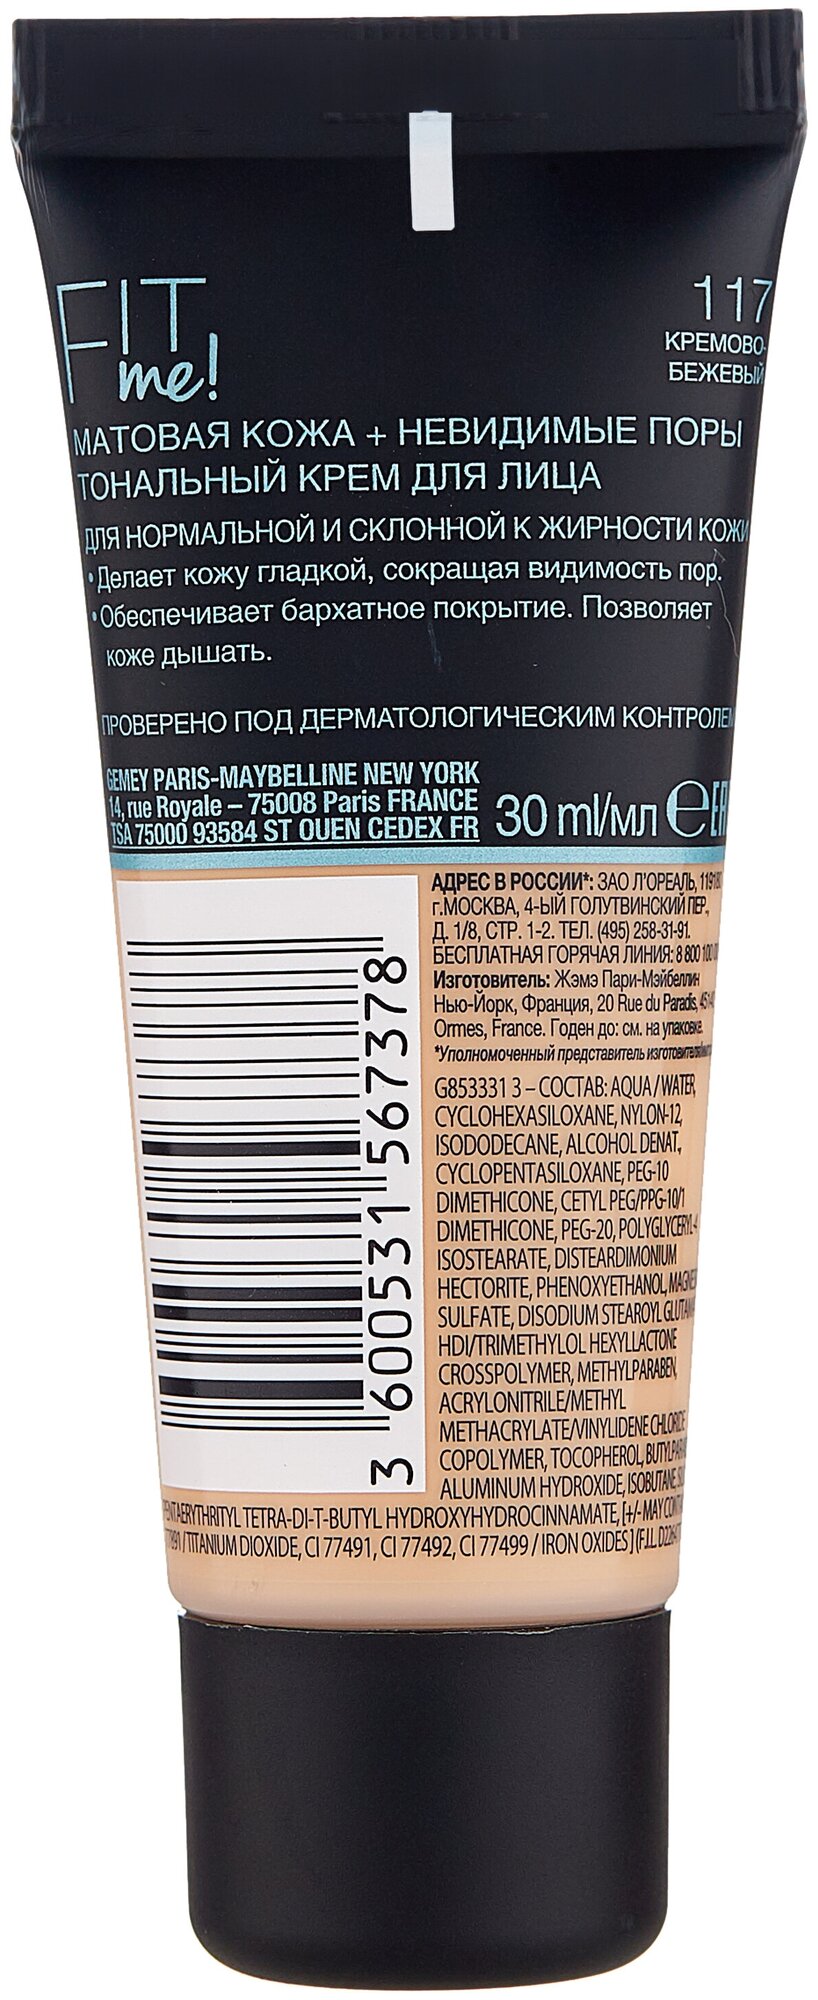 FIT
me!
117
КРЕМОВО-
БЕЖЕВЫЙ
МАТОВАЯ КОЖА + НЕВИДИМЫЕ ПОРЫ
ТОНАЛЬНЫЙ КРЕМ ДЛЯ ЛИЦА
ДЛЯ НОРМАЛЬНОЙ И СКЛОННОЙ К ЖИРНОСТИ КОЖИ
•Делает кожу гладкой, сокращая видимость пор.
•Обеспечивает бархатное покрытие. Позволяет
коже дышать.
ПРОВЕРЕНО ПОД ДЕРМАТОЛОГИЧЕСКИМ КОНТРОЛЕМ
GEMEY PARIS-MAYBELLINE NEW YORK
14, rue Royale – 75008 Paris FRANCE
TSA 75000 93584 ST OUEN CEDEX FR
30 ml/мл e EAC
АДРЕС В РОССИИ*: ЗАО Л'ОРЕАЛЬ, 119180
г.МОСКВА, 4-ЫЙ ГОЛУТВИНСКИЙ ПЕР.,
Д. 1/8, СТР. 1-2. ТЕЛ. (495) 258-31-91.
БЕСПЛАТНАЯ ГОРЯЧАЯ ЛИНИЯ: 8 800 100
Изготовитель: Жэмэ Пари-Мэйбеллин
Нью-Йорк, Франция, 20 Rue du Paradis,
Ormes, France. Годен до: см. на упаковке.
*Уполномоченный представитель
3 600531 567378
G853331 3 – СОСТАВ: AQUA / WATER,
CYCLOHEXASILOXANE, NYLON-12,
ISODODECANE, ALCOHOL DENAT.,
CYCLOPENTASILOXANE, PEG-10
DIMETHICONE, CETYL PEG/PPG-10/1
DIMETHICONE, PEG-20, POLYGLYCERYL-4
ISOSTEARATE, DISTEARDIMONIUM
HECTORITE, PHENOXYETHANOL,
SULFATE, DISODIUM STEAROYL
HDI/TRIMETHYLOL HEXYLLACTONE
CROSSPOLYMER, METHYLPARABEN,
ACRYLONITRILE/METHYL
METHACRYLATE/VINYLIDENE CHLORIDE
COPOLYMER, TOCOPHEROL,
ALUMINUM HYDROXIDE, ISOBUTANE,
PENTAERYTHRITYL TETRA-DI-T-BUTYL HYDROXYHYDROCINNAMATE, [+/- MAY
/ TITANIUM DIOXIDE, CI 77491, CI 77492, CI 77499 / IRON OXIDES ] (F.I.L.